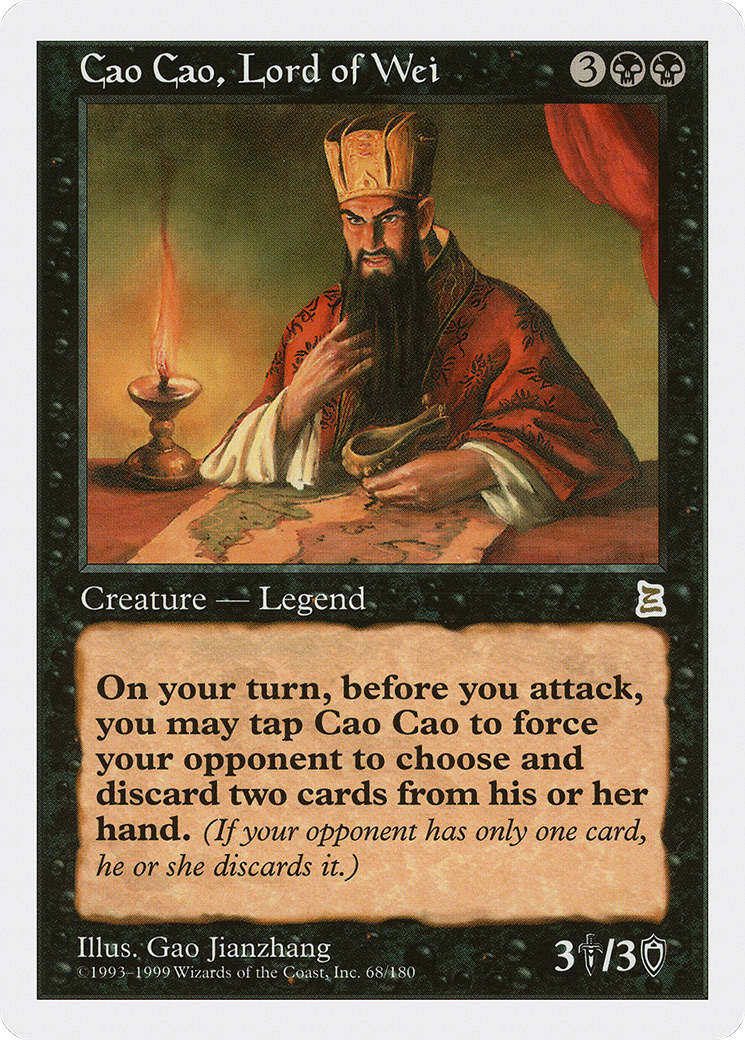 Cao Cao, Lord of Wei 3
Creature — Legend
On your turn, before you attack,
you may tap Cao Cao to force
your opponent to choose and
discard two cards from his or her
hand. (If your opponent has only one card,
he or she discards it.)
Illus. Gao Jianzhang
©1993–1999 Wizards of the Coast, Inc. 68/180
3/3